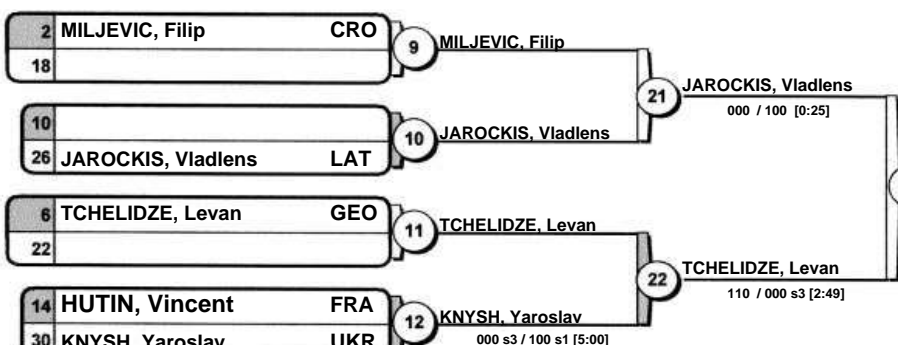 2 MILJEVIC, Filip CRO
18
9
MILJEVIC, Filip
10
26 JAROCKIS, Vladlens LAT
10
JAROCKIS, Vladlens
21
JAROCKIS, Vladlens
000 / 100 [0:25]
6 TCHELIDZE, Levan GEO
22
11
TCHELIDZE, Levan
14 HUTIN, Vincent FRA
30 KNYSH, Yaroslav UKR
12
KNYSH, Yaroslav
000 s3 / 100 s1 [5:00]
22
TCHELIDZE, Levan
110 / 000 s3 [2:49]